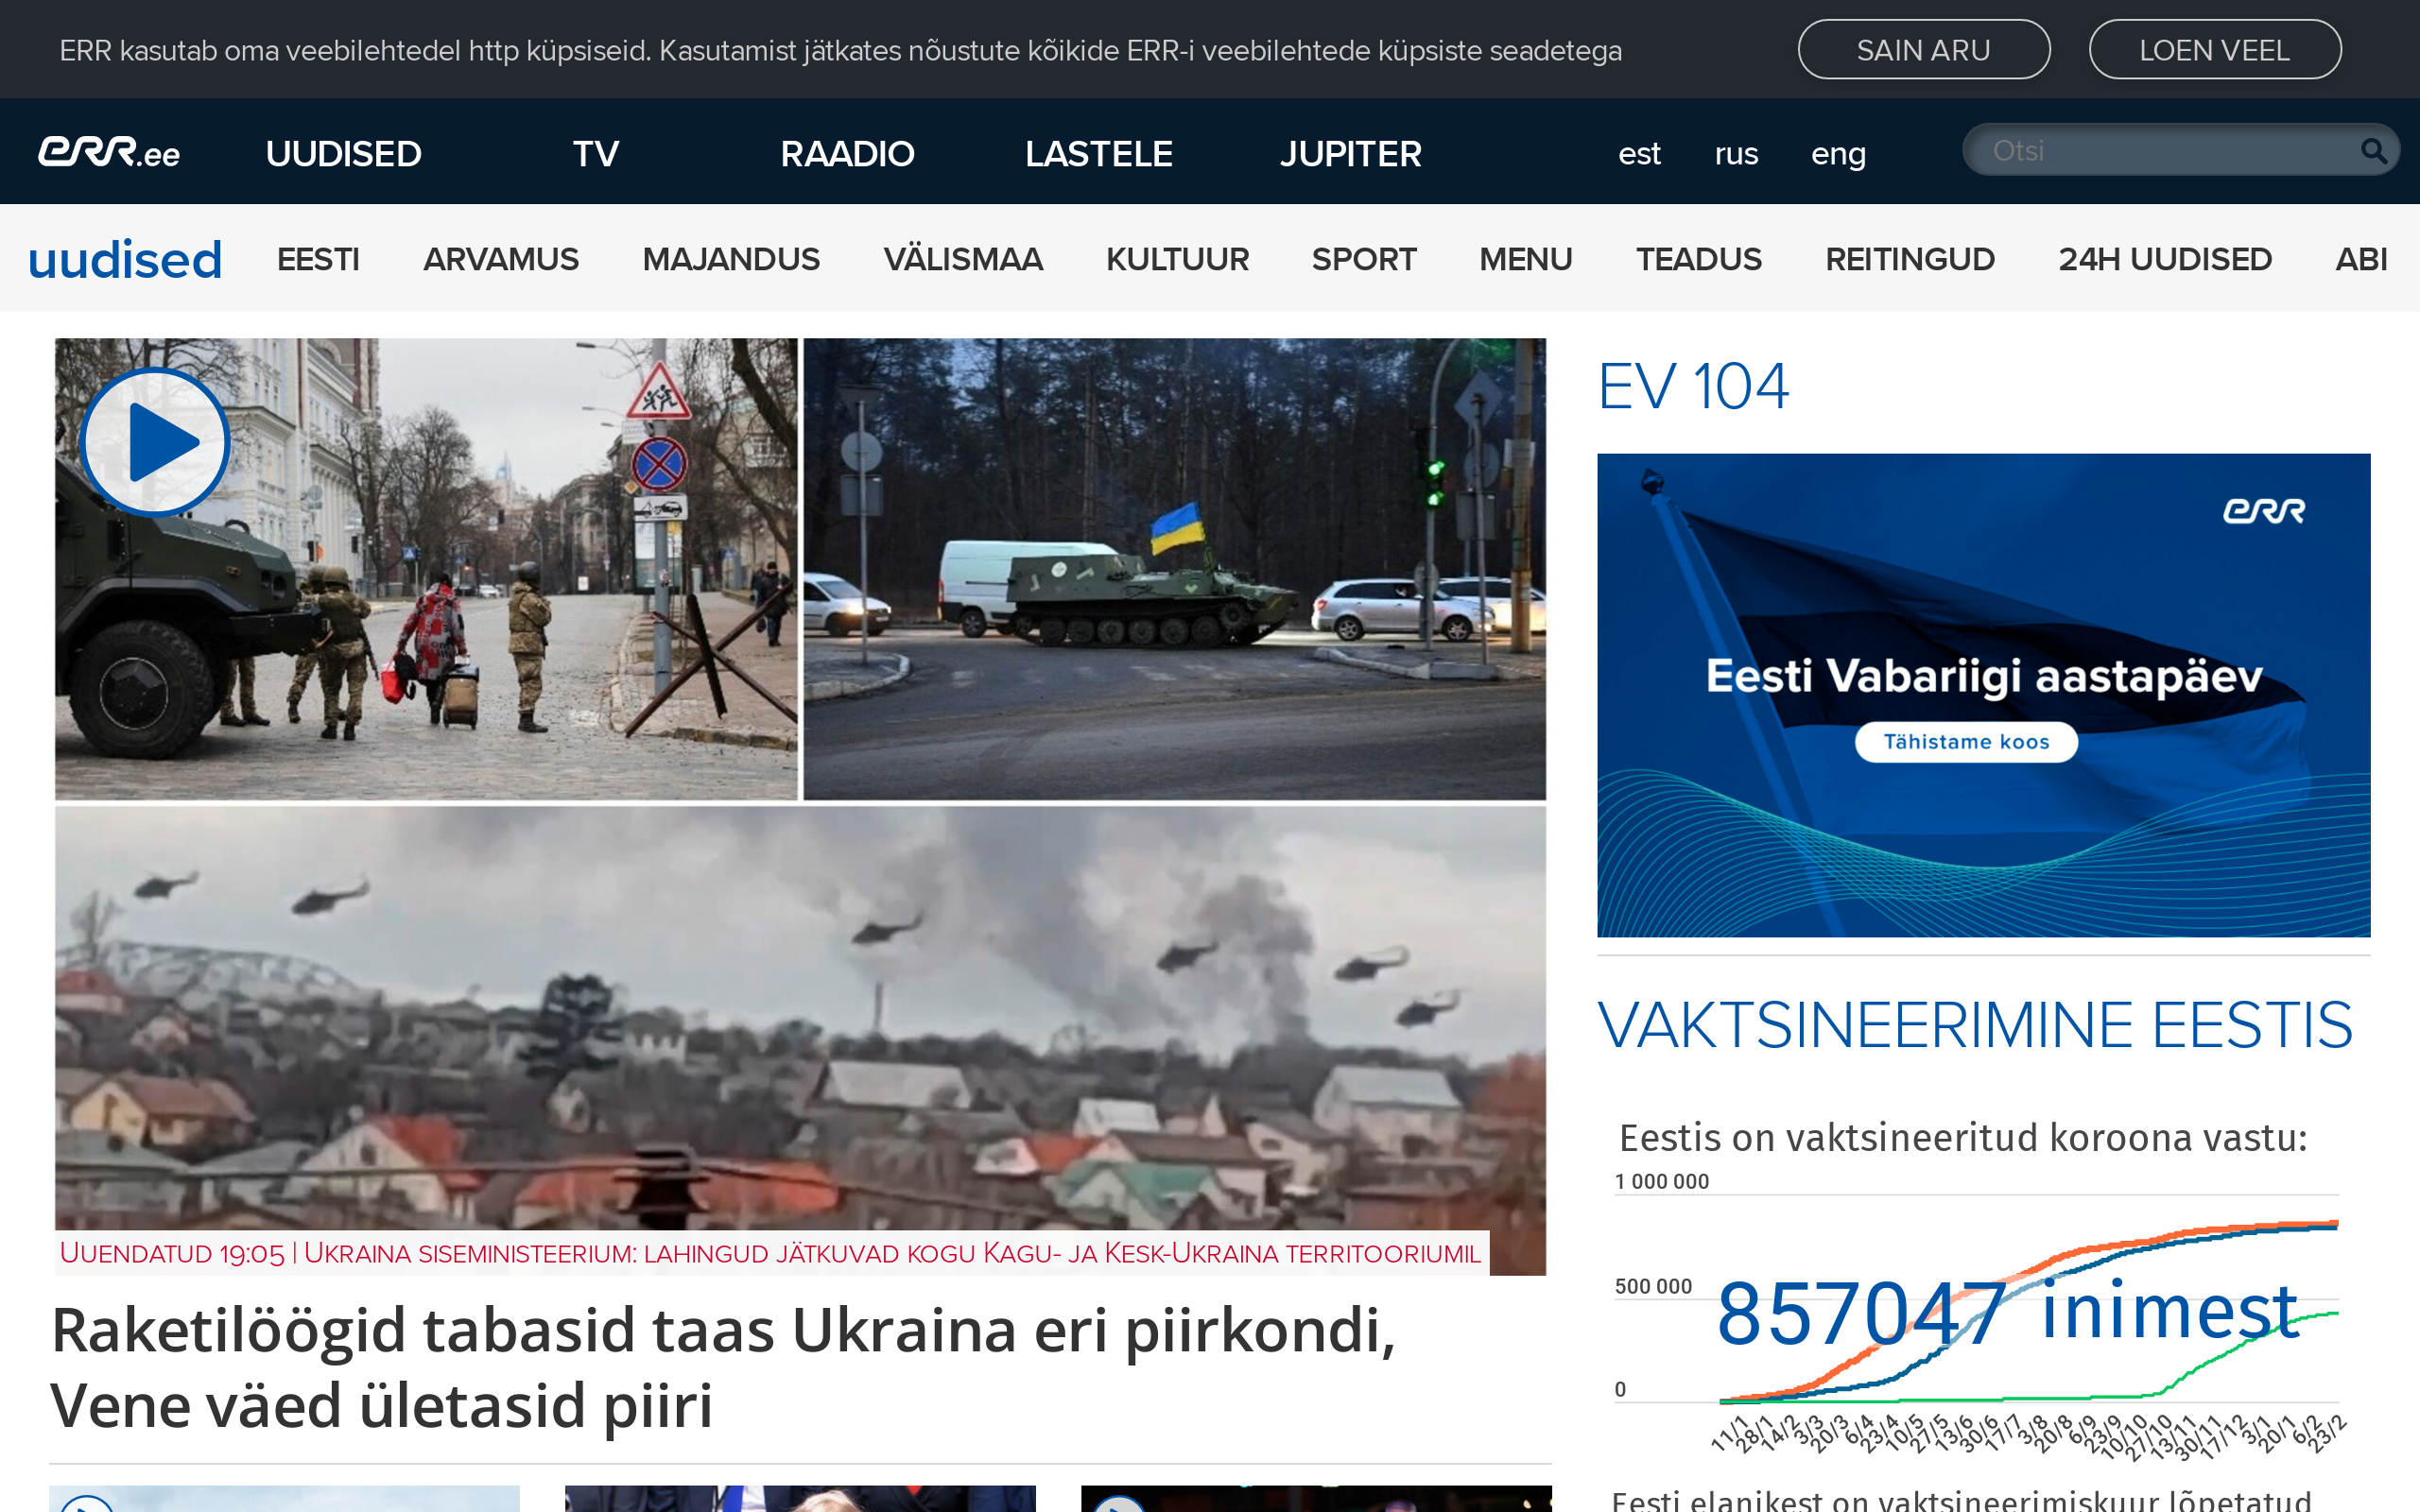 ERR kasutab oma veebilehtedel http küpsiseid. Kasutamist jätkates nõustute kõikide ERR-i veebilehtede küpsiste seadetega
SAIN ARU
LOEN VEEL
err.ee
UUDISED
TV
RAADIO
LASTELE
JUPITER
est
rus
eng
Otsi
uudised
EESTI
ARVAMUS
MAJANDUS
VÄLISMAA
KULTUUR
SPORT
MENU
TEADUS
REITINGUD
24H UUDISED
ABI
Uuendatud 19:05 | Ukraina siseministeerium: lahingud jätkuvad kogu Kagu- ja Kesk-Ukraina territooriumil
Raketilöögid tabasid taas Ukraina eri piirkondi,
Vene väed ületasid piiri
EV 104
err
Eesti Vabariigi aastapäev
Tähistame koos
VAKTSINEERIMINE EESTIS
Eestis on vaktsineeritud koroona vastu:
1 000 000
500 000
857047 inimest
0
11/1
28/1
14/2
3/3
20/3
6/4
23/4
10/5
27/5
13/6
30/6
17/7
3/8
20/8
6/9
23/9
10/10
27/10
13/11
30/11
17/12
3/1
20/1
6/2
23/2
Eesti elanikest on vaktsineerimiskuur lõpetatud